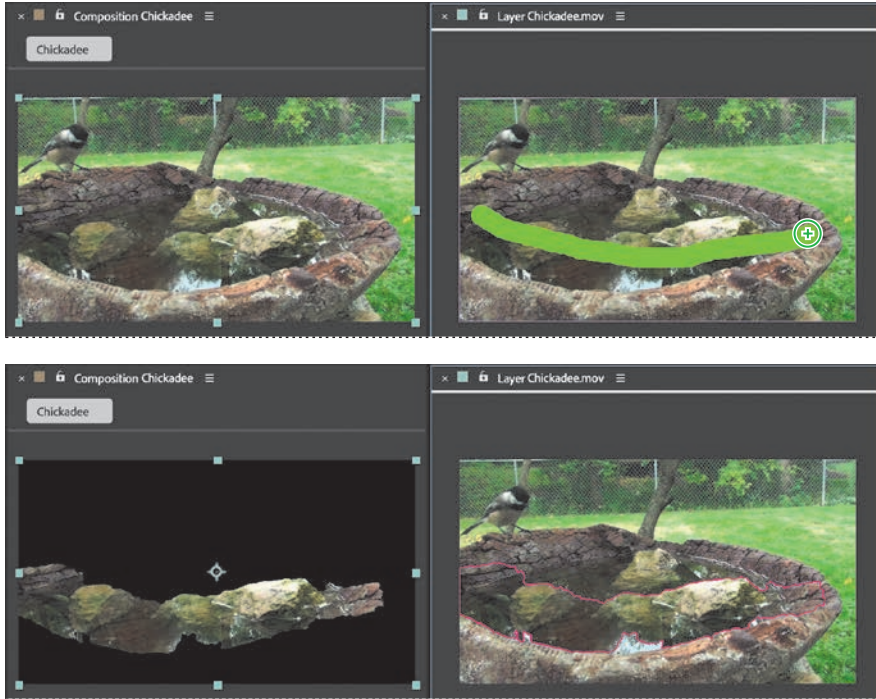 × Composition Chickadee ≡
Chickadee
× Layer Chickadee.mov ≡
× Composition Chickadee ≡
Chickadee
× Layer Chickadee.mov ≡